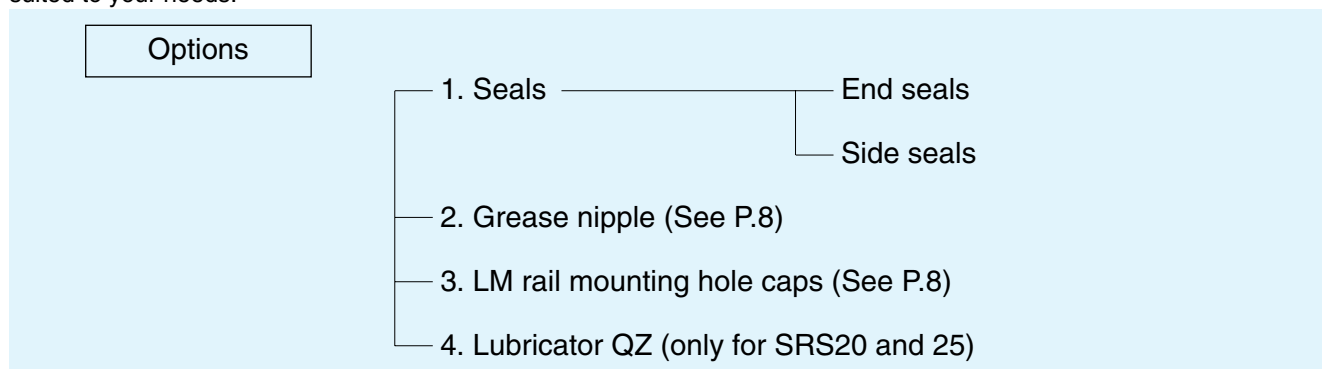 suited to your needs.
Options
1. Seals End seals
Side seals
2. Grease nipple (See P.8)
3. LM rail mounting hole caps (See P.8)
4. Lubricator QZ (only for SRS20 and 25)